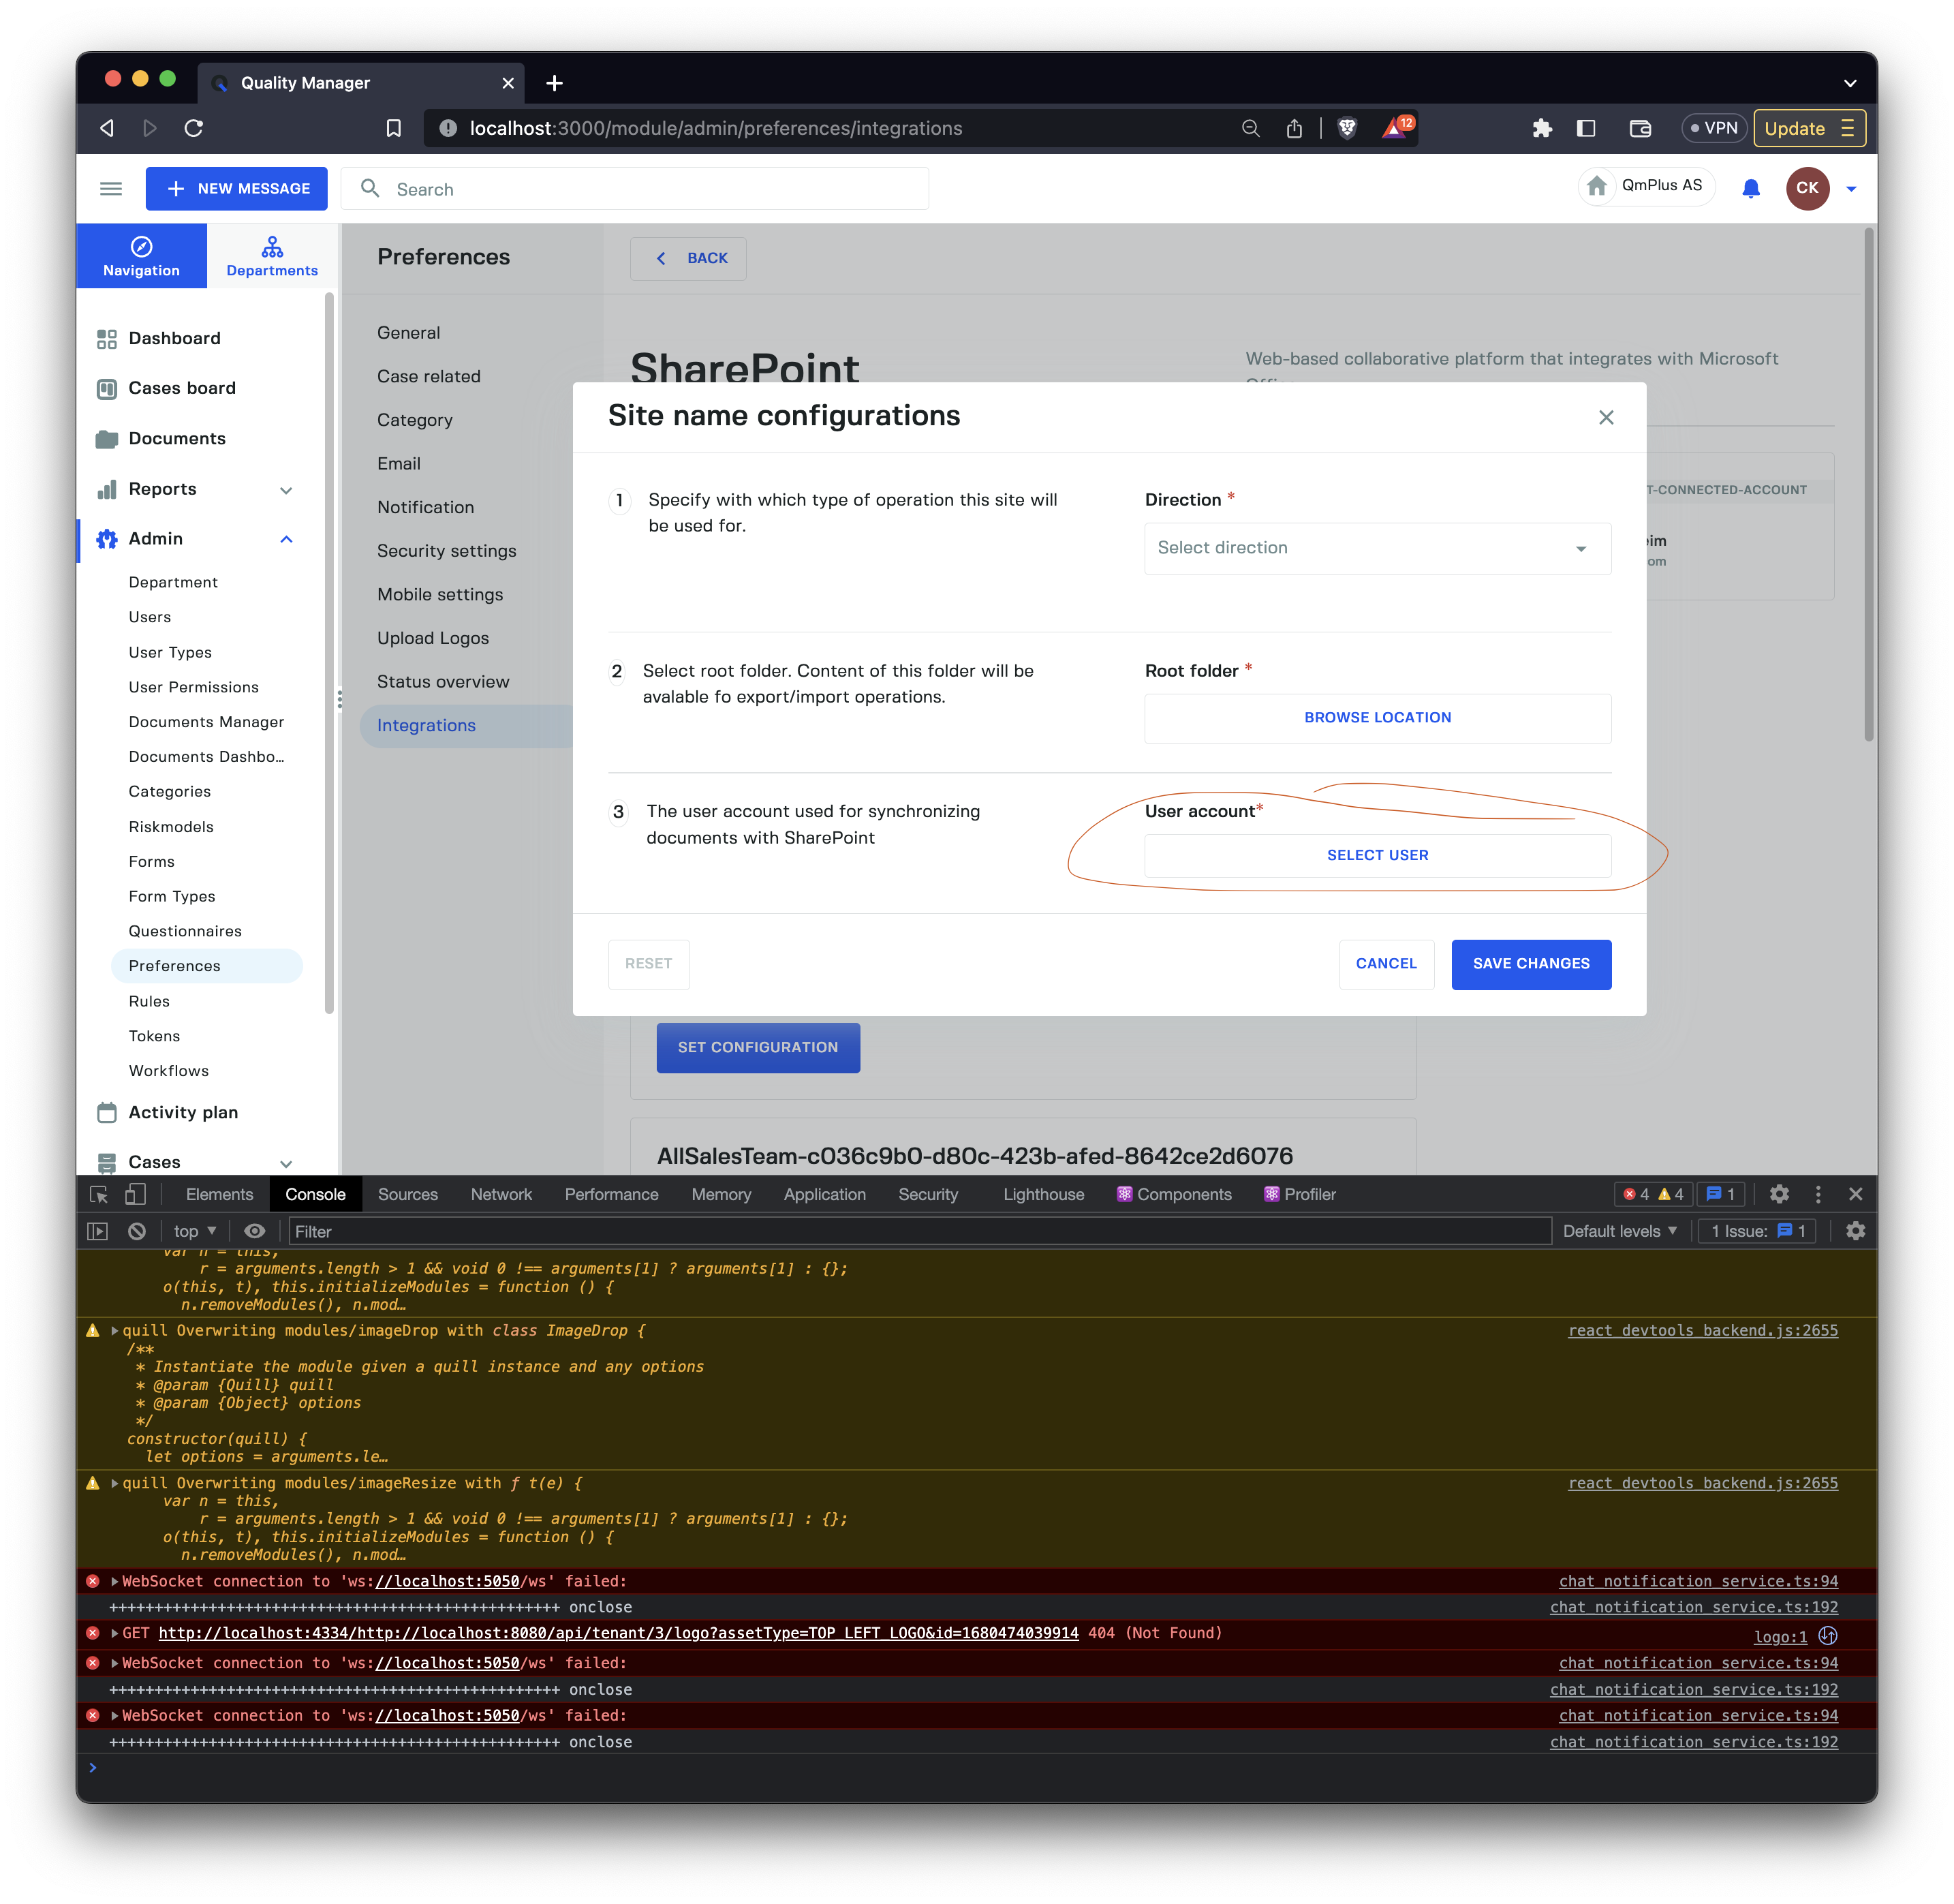 Quality Manager
localhost:3000/module/admin/preferences/integrations
12
VPN
Update
NEW MESSAGE
Search
QmPlus AS
CK
Navigation
Departments
Dashboard
Cases board
Documents
Reports
Admin
Department
Users
User Types
User Permissions
Documents Manager
Documents Dashbo...
Categories
Riskmodels
Forms
Form Types
Questionnaires
Preferences
Rules
Tokens
Workflows
Activity plan
Cases
Preferences
General
Case related
Category
Email
Notification
Security settings
Mobile settings
Upload Logos
Status overview
Integrations
BACK
SharePoint
Web-based collaborative platform that integrates with Microsoft
T-CONNECTED-ACCOUNT
eim
om
Site name configurations
1
Specify with which type of operation this site will
be used for.
Direction *
Select direction
2
Select root folder. Content of this folder will be
avalable fo export/import operations.
Root folder *
BROWSE LOCATION
3
The user account used for synchronizing
documents with SharePoint
User account*
SELECT USER
RESET
CANCEL
SAVE CHANGES
SET CONFIGURATION
AllSalesTeam-c036c9b0-d80c-423b-afed-8642ce2d6076
Elements Console Sources Network Performance Memory Application Security Lighthouse Components Profiler 4 4 1
top Filter Default levels 1 Issue: 1
var n = this,
r = arguments.length > 1 && void 0 !== arguments[1] ? arguments[1] : {};
o(this, t), this.initializeModules = function () {
n.removeModules(), n.mod…
quill Overwriting modules/imageDrop with class ImageDrop { react_devtools_backend.js:2655
/**
* Instantiate the module given a quill instance and any options
* @param {Quill} quill
* @param {Object} options
*/
constructor(quill) {
let options = arguments.le…
quill Overwriting modules/imageResize with ƒ t(e) { react_devtools_backend.js:2655
var n = this,
r = arguments.length > 1 && void 0 !== arguments[1] ? arguments[1] : {};
o(this, t), this.initializeModules = function () {
n.removeModules(), n.mod…
WebSocket connection to 'ws://localhost:5050/ws' failed: chat_notification_service.ts:94
++++++++++++++++++++++++++++++++++++++++++++++++++ onclose chat_notification_service.ts:192
GET http://localhost:4334/http://localhost:8080/api/tenant/3/logo?assetType=TOP_LEFT_LOGO&id=1680474039914 404 (Not Found) logo:1
WebSocket connection to 'ws://localhost:5050/ws' failed: chat_notification_service.ts:94
++++++++++++++++++++++++++++++++++++++++++++++++++ onclose chat_notification_service.ts:192
WebSocket connection to 'ws://localhost:5050/ws' failed: chat_notification_service.ts:94
++++++++++++++++++++++++++++++++++++++++++++++++++ onclose chat_notification_service.ts:192